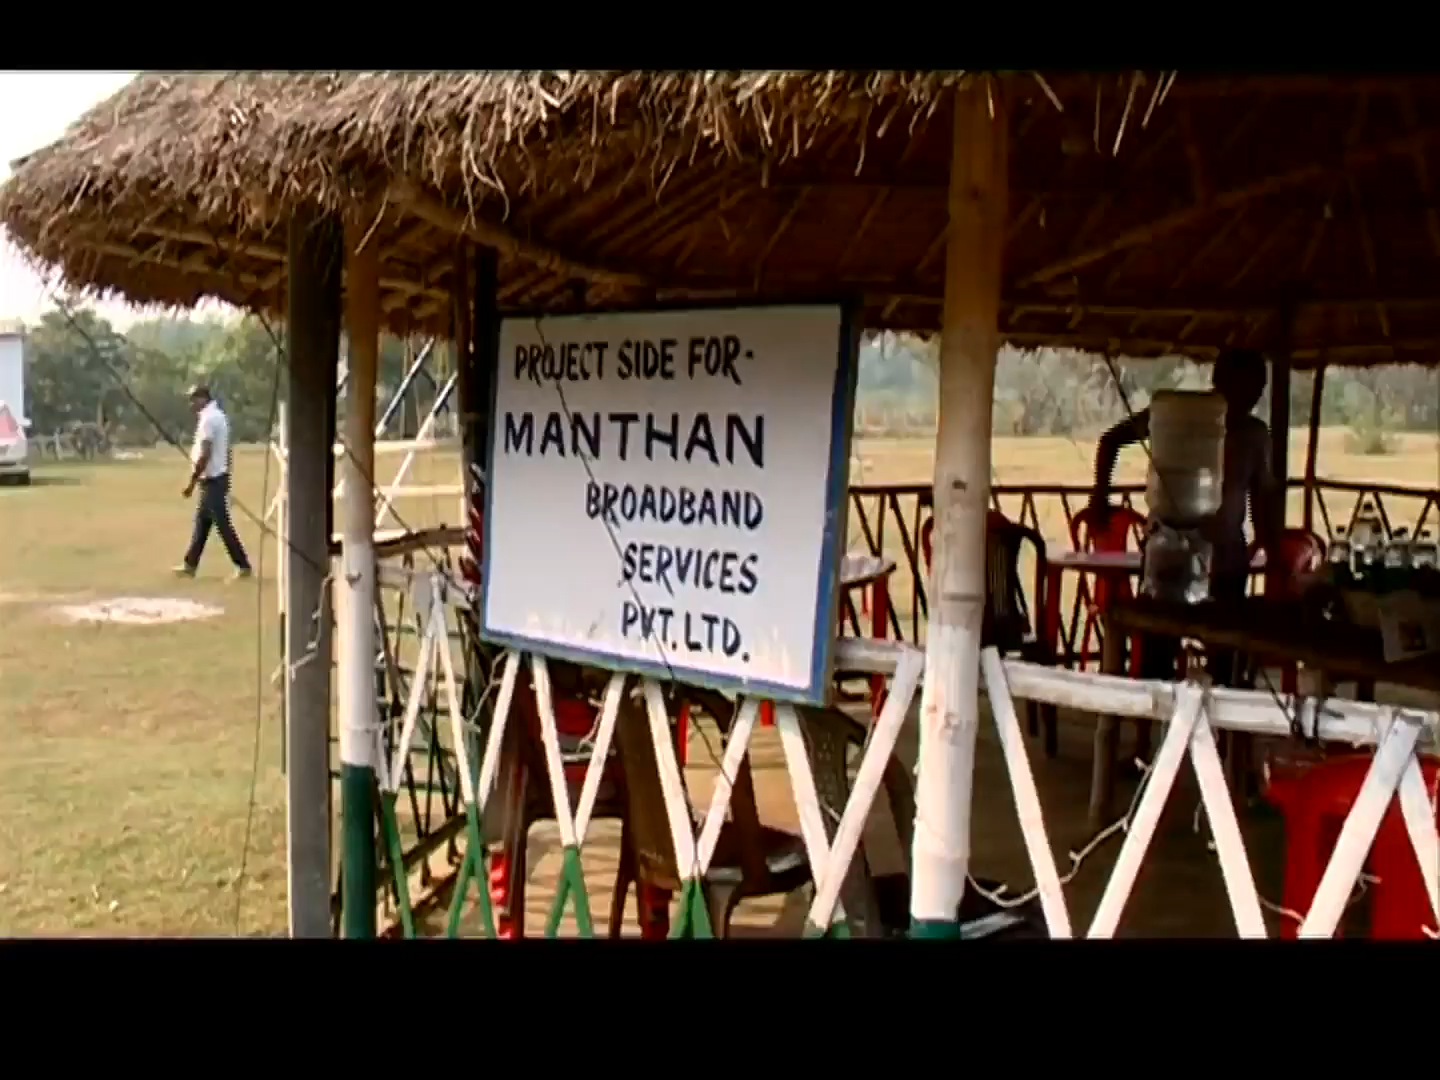 PROJECT SIDE FOR-
MANTHAN
BROADBAND
SERVICES
PVT. LTD.